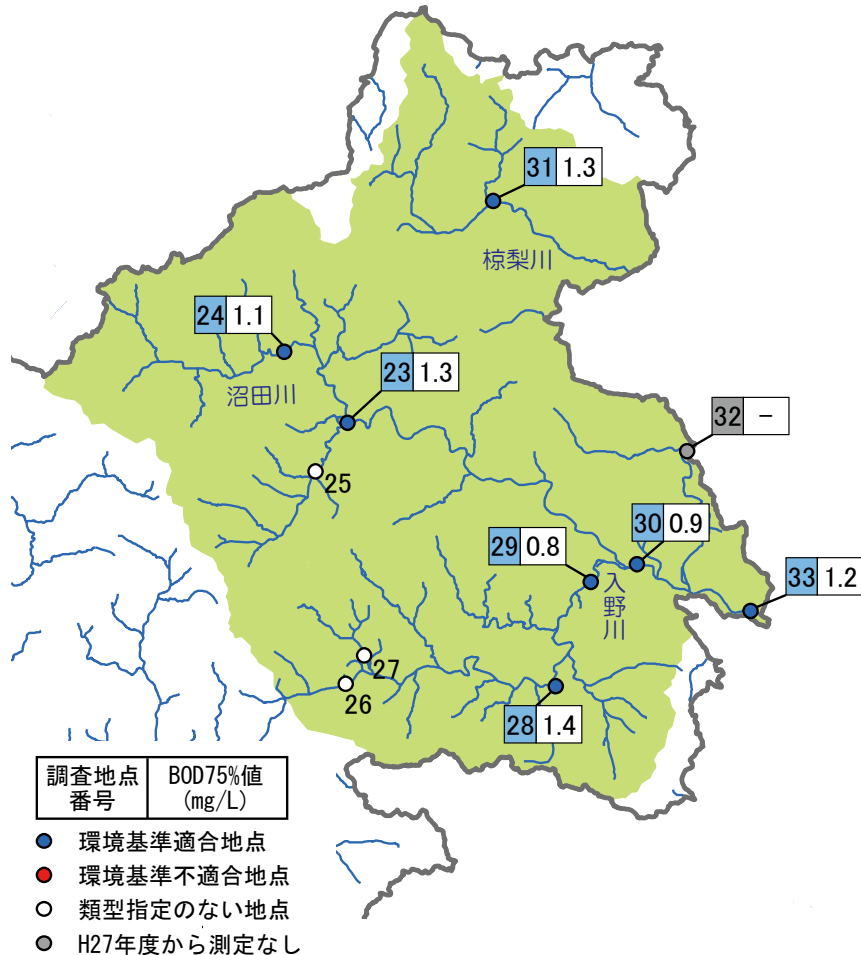 31 1.3
椋梨川
24 1.1
23 1.3
沼田川
32 −
25
30 0.9
29 0.8
入野川
33 1.2
27
26
28 1.4
調査地点番号
BOD75%値
(mg/L)
環境基準適合地点
環境基準不適合地点
類型指定のない地点
H27年度から測定なし